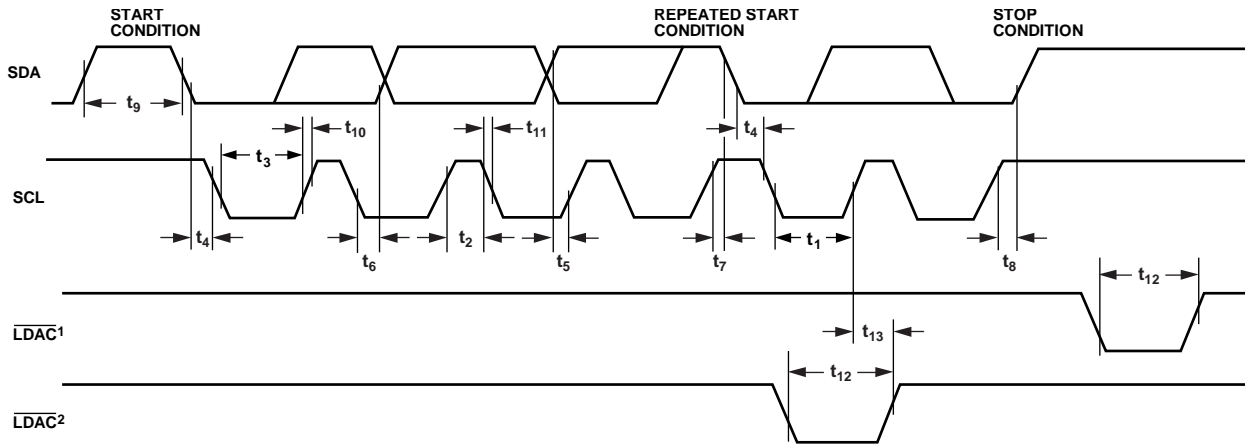 START
CONDITION
REPEATED START
CONDITION
STOP
CONDITION
SDA
t9
t10
t11
t4
t3
SCL
t4
t6
t2
t5
t7
t1
t8
t12
LDAC1
t13
t12
LDAC2